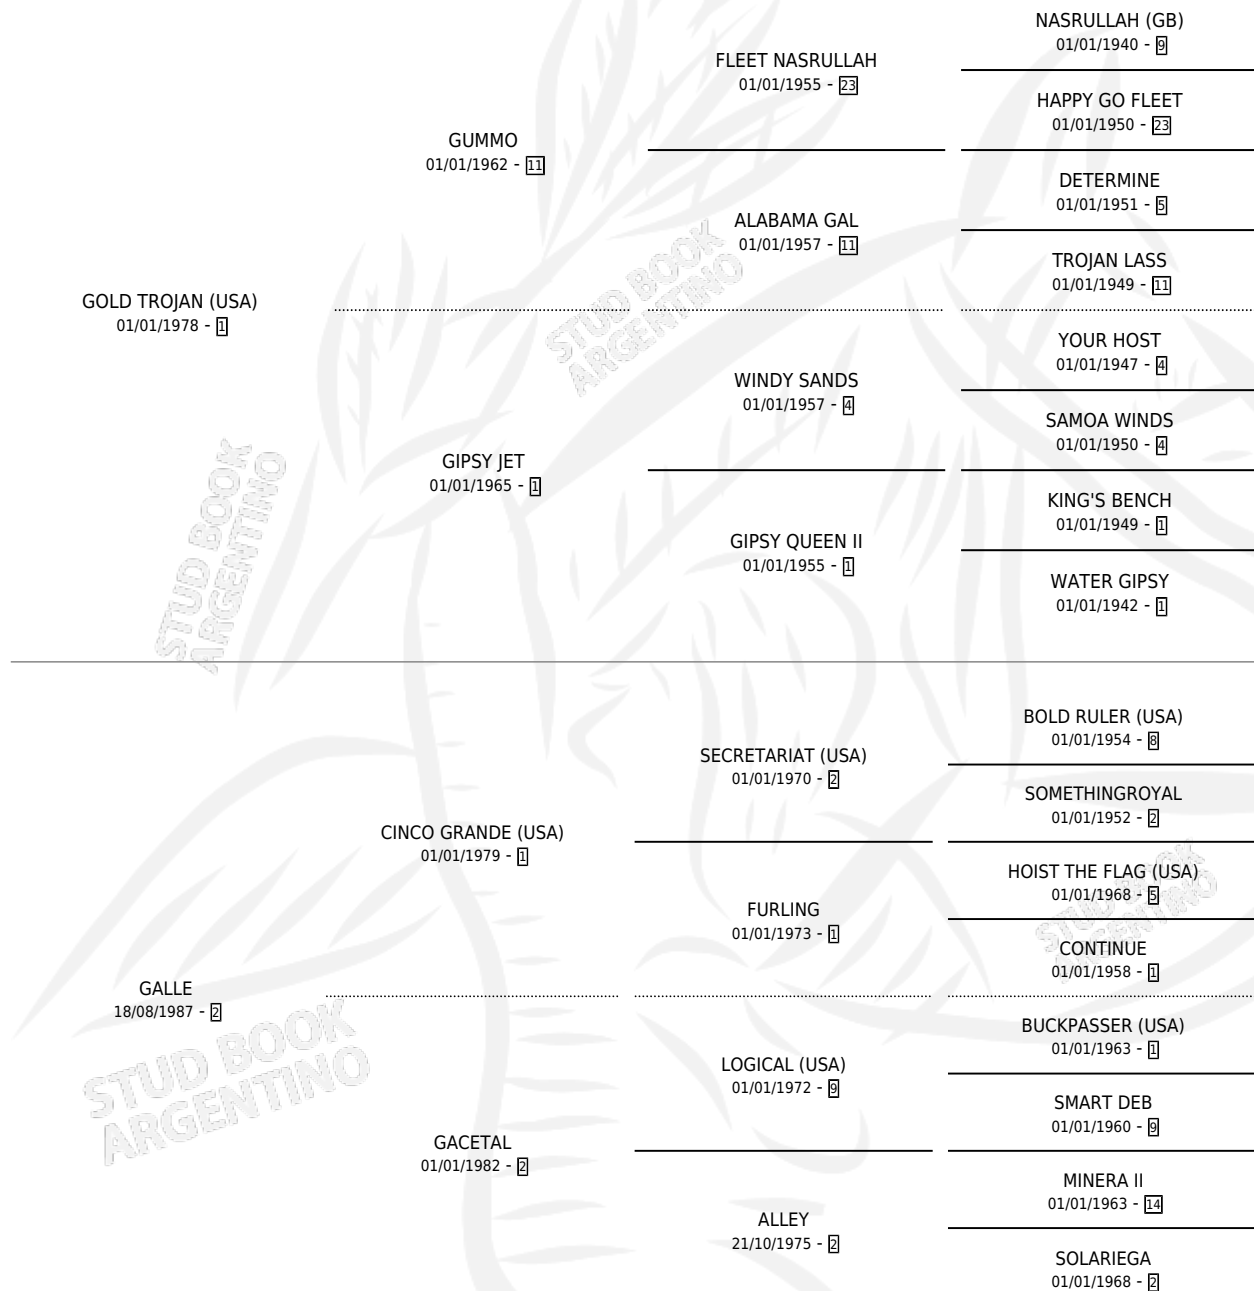 NASRULLAH (GB)
01/01/1940 - 9
FLEET NASRULLAH
01/01/1955 - 23
HAPPY GO FLEET
01/01/1950 - 23
GUMMO
01/01/1962 - 11
DETERMINE
01/01/1951 - 5
ALABAMA GAL
01/01/1957 - 11
TROJAN LASS
01/01/1949 - 11
GOLD TROJAN (USA)
01/01/1978 - 1
YOUR HOST
01/01/1947 - 4
WINDY SANDS
01/01/1957 - 4
SAMOA WINDS
01/01/1950 - 4
GIPSY JET
01/01/1965 - 1
KING'S BENCH
01/01/1949 - 1
GIPSY QUEEN II
01/01/1955 - 1
WATER GIPSY
01/01/1942 - 1
BOLD RULER (USA)
01/01/1954 - 8
SECRETARIAT (USA)
01/01/1970 - 2
SOMETHINGROYAL
01/01/1952 - 2
CINCO GRANDE (USA)
01/01/1979 - 1
HOIST THE FLAG (USA)
01/01/1968 - 5
FURLING
01/01/1973 - 1
CONTINUE
01/01/1958 - 1
GALLE
18/08/1987 - 2
BUCKPASSER (USA)
01/01/1963 - 1
LOGICAL (USA)
01/01/1972 - 9
SMART DEB
01/01/1960 - 9
GACETAL
01/01/1982 - 2
MINERA II
01/01/1963 - 14
ALLEY
21/10/1975 - 2
SOLARIEGA
01/01/1968 - 2
STUD BOOK
ARGENTINO
STUD BOOK
ARGENTINO
STUD BOOK
ARGENTINO
STUD BOOK
ARGENTINO